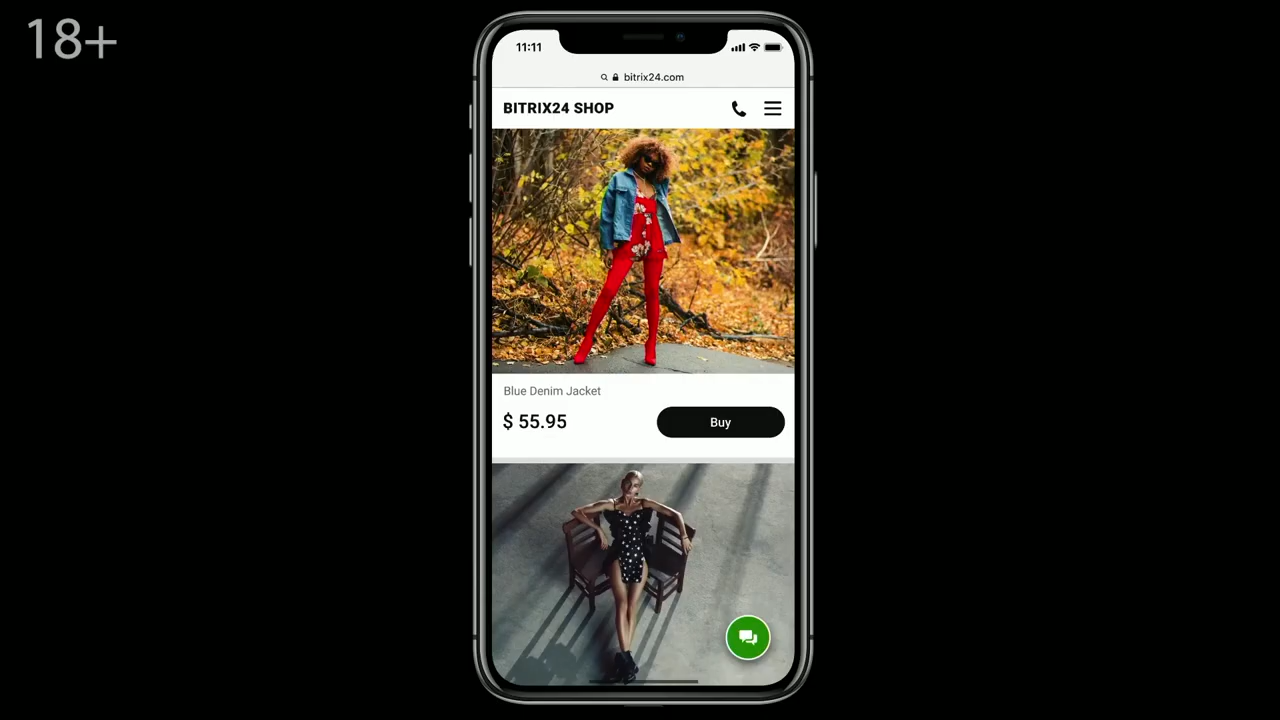 18+
11:11
bitrix24.com
BITRIX24 SHOP
Blue Denim Jacket
$ 55.95
Buy